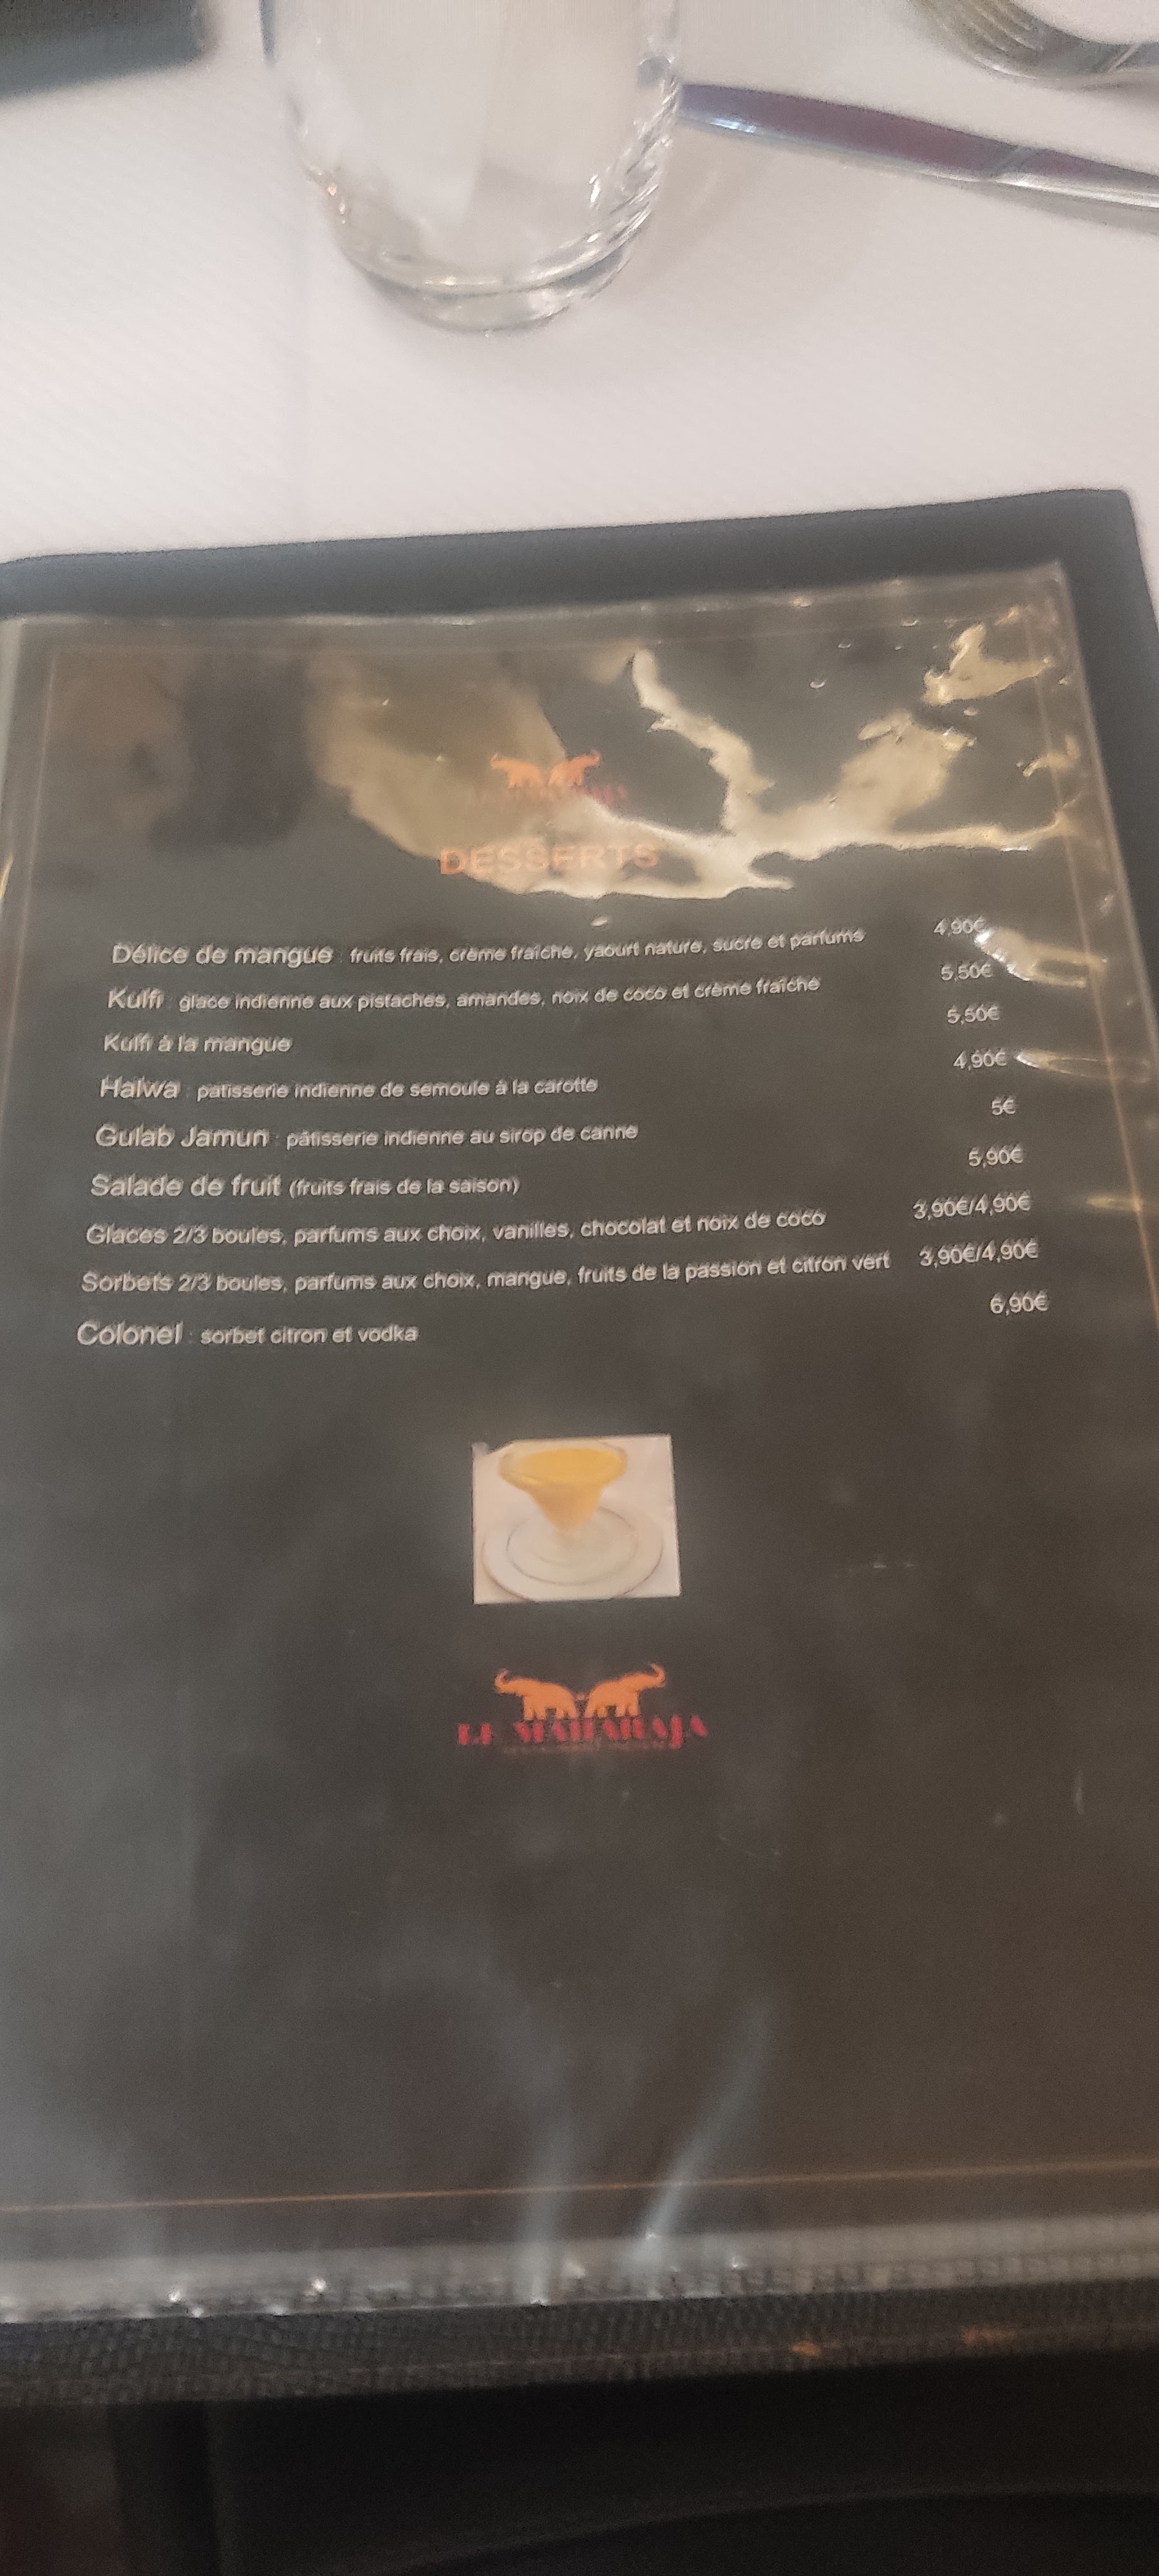 DESSERTS
Délice de mangue : fruits frais, crème fraîche, yaourt nature, sucre et parfums 4,90€
Kulfi : glace indienne aux pistaches, amandes, noix de coco et crème fraîche 5,50€
Kulfi à la mangue 5,50€
Halwa : patisserie indienne de semoule à la carotte 4,90€
Gulab Jamun : pâtisserie indienne au sirop de canne 5€
Salade de fruit (fruits frais de la saison) 5,90€
Glaces 2/3 boules, parfums aux choix, vanilles, chocolat et noix de coco 3,90€/4,90€
Sorbets 2/3 boules, parfums aux choix, mangue, fruits de la passion et citron vert 3,90€/4,90€
Colonel : sorbet citron et vodka 6,90€
LE MAHARAJA